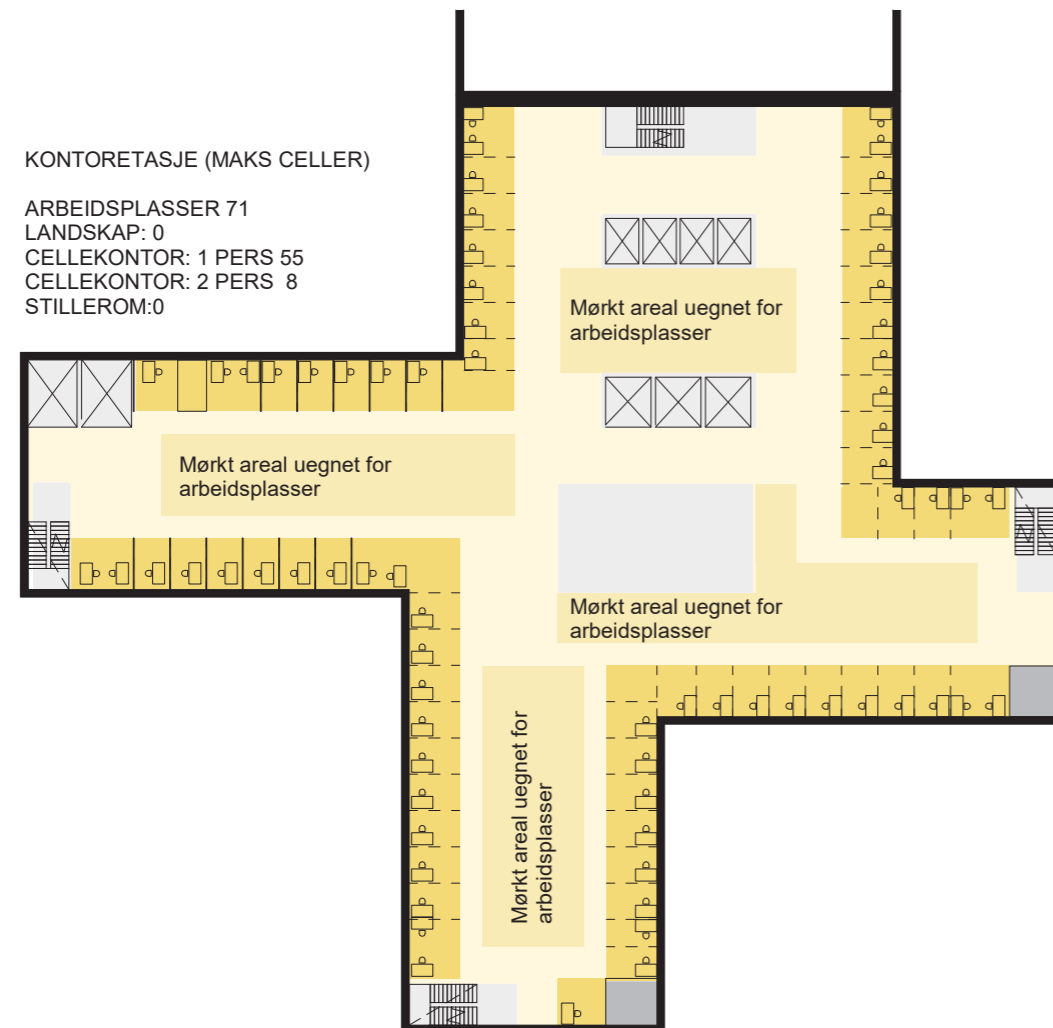 KONTORETASJE (MAKS CELLER)
ARBEIDSPLASSER 71
LANDSKAP: 0
CELLEKONTOR: 1 PERS 55
CELLEKONTOR: 2 PERS 8
STILLEROM:0
Mørkt areal uegnet for
arbeidsplasser
Mørkt areal uegnet for
arbeidsplasser
Mørkt areal uegnet for
arbeidsplasser
Mørkt areal uegnet for
arbeidsplasser